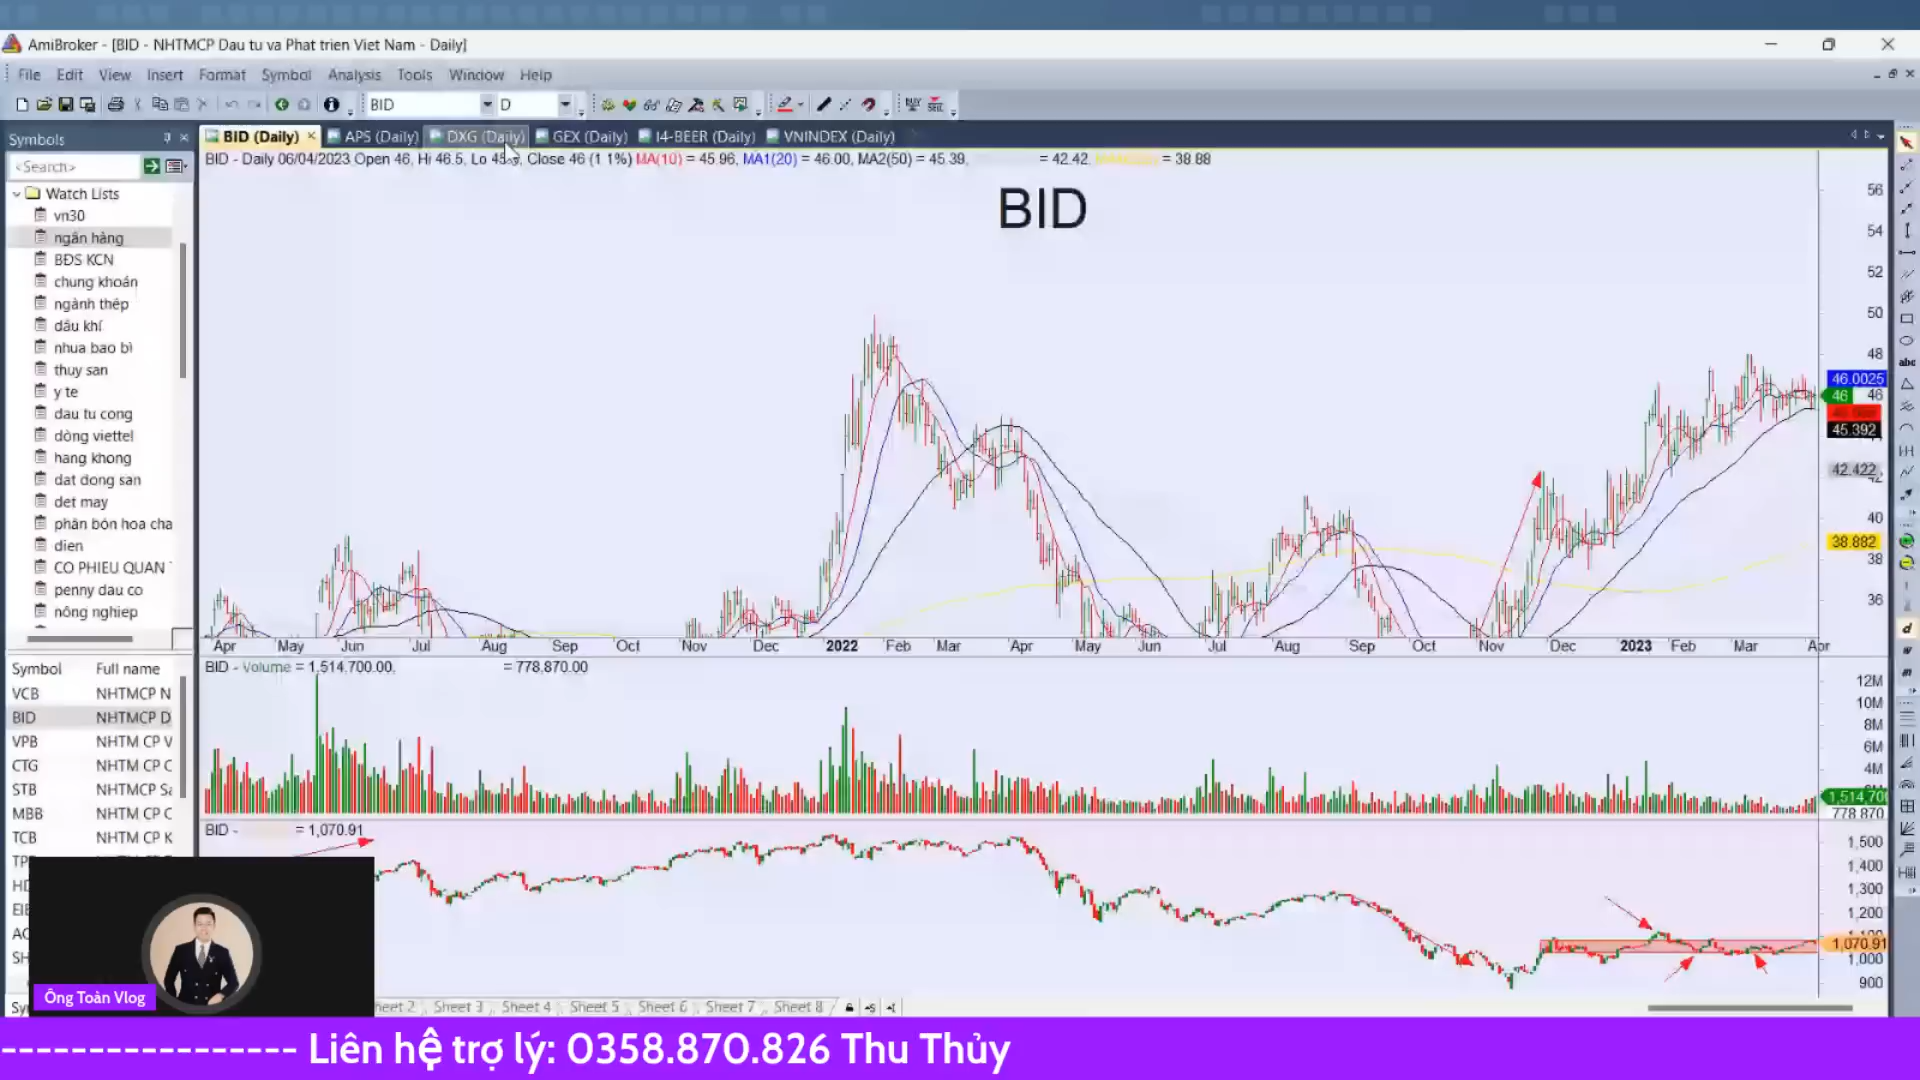 AmiBroker - [BID - NHTMCP Dau tu va Phat trien Viet Nam - Daily]
File Edit View Insert Format Symbol Analysis Tools Window Help
BID D
Symbols
BID (Daily) APS (Daily) DXG (Daily) GEX (Daily) I4-BEER (Daily) VNINDEX (Daily)
BID - Daily 06/04/2023 Open 46, Hi 46.5, Lo 45.9, Close 46 (1.1%) MA(10) = 45.96, MA1(20) = 46.00, MA2(50) = 45.39, = 42.42, = 38.88
<Search>
Watch Lists
vn30
ngân hàng
BĐS KCN
chung khoán
ngành thép
dầu khí
nhua bao bì
thuy san
y te
dau tu cong
dòng viettel
hang khong
dat dong san
det may
phân bón hoa cha
dien
CO PHIEU QUAN
penny dau co
nông nghiep
BID
56
54
52
50
48
46.0025
46 46
45.392
42.422
42
40
38.882
38
36
Apr May Jun Jul Aug Sep Oct Nov Dec 2022 Feb Mar Apr May Jun Jul Aug Sep Oct Nov Dec 2023 Feb Mar Apr
Symbol Full name
VCB NHTMCP N
BID NHTMCP D
VPB NHTM CP V
CTG NHTM CP C
STB NHTMCP Sà
MBB NHTM CP C
TCB NHTM CP K
BID - Volume = 1,514,700.00, = 778,870.00
12M
10M
8M
6M
4M
1,514,700
778,870
BID - = 1,070.91
1,500
1,400
1,300
1,200
1,070.91
1,000
900
Sheet 3 Sheet 4 Sheet 5 Sheet 6 Sheet 7 Sheet 8
Ông Toàn Vlog
---------------- Liên hệ trợ lý: 0358.870.826 Thu Thủy